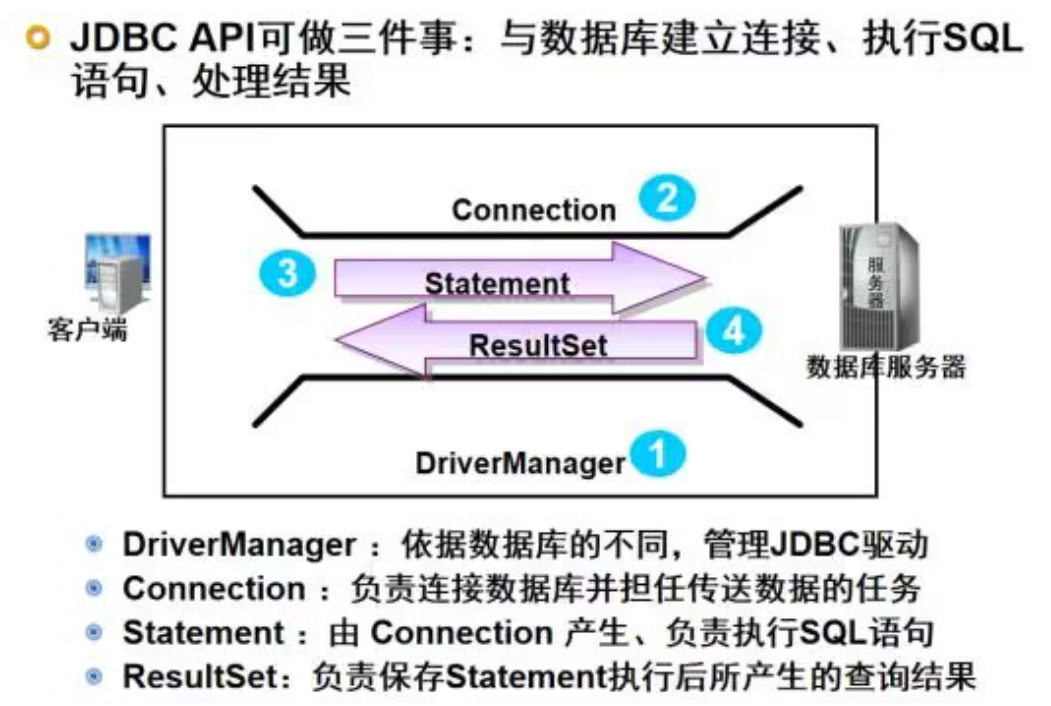 JDBC API可做三件事：与数据库建立连接、执行SQL
语句、处理结果
Connection 2
3 Statement
ResultSet 4
服务器
客户端
数据库服务器
DriverManager 1
DriverManager ：依据数据库的不同，管理JDBC驱动
Connection ：负责连接数据库并担任传送数据的任务
Statement ：由 Connection 产生、负责执行SQL语句
ResultSet：负责保存Statement执行后所产生的查询结果